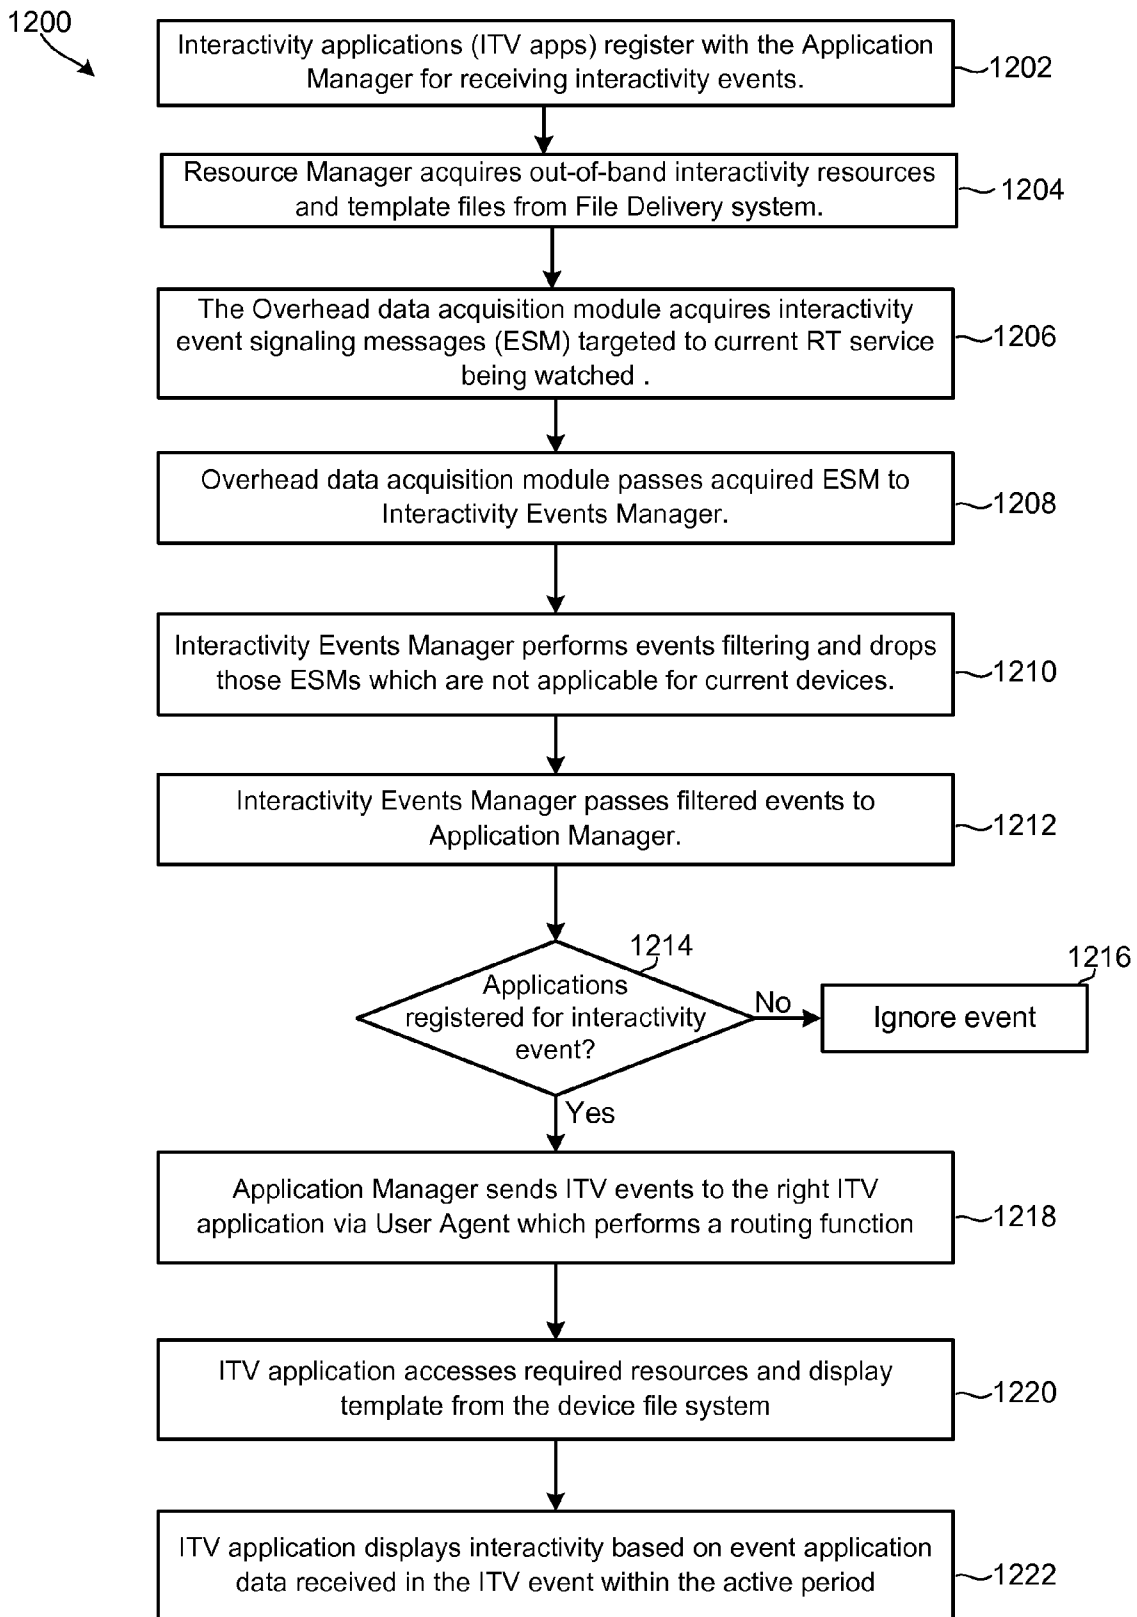 1200
Interactivity applications (ITV apps) register with the Application
Manager for receiving interactivity events.
1202
Resource Manager acquires out-of-band interactivity resources
and template files from File Delivery system.
1204
The Overhead data acquisition module acquires interactivity
event signaling messages (ESM) targeted to current RT service
being watched .
1206
Overhead data acquisition module passes acquired ESM to
Interactivity Events Manager.
1208
Interactivity Events Manager performs events filtering and drops
those ESMs which are not applicable for current devices.
1210
Interactivity Events Manager passes filtered events to
Application Manager.
1212
1214
Applications
registered for interactivity
event?
No
1216
Ignore event
Yes
Application Manager sends ITV events to the right ITV
application via User Agent which performs a routing function
1218
ITV application accesses required resources and display
template from the device file system
1220
ITV application displays interactivity based on event application
data received in the ITV event within the active period
1222